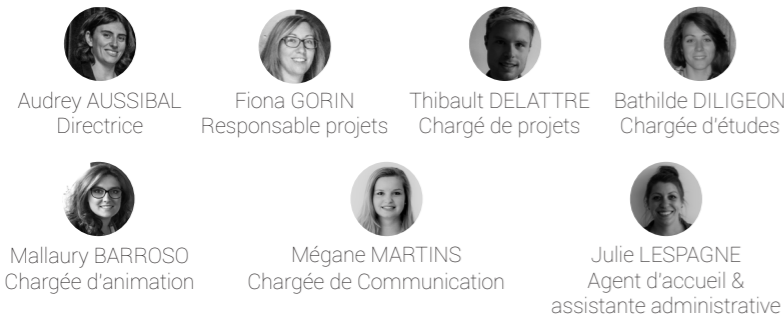 Audrey AUSSIBAL
Directrice
Fiona GORIN
Responsable projets
Thibault DELATTRE
Chargé de projets
Bathilde DILIGEON
Chargée d'études
Mallaury BARROSO
Chargée d'animation
Mégane MARTINS
Chargée de Communication
Julie LESPAGNE
Agent d'accueil &
assistante administrative